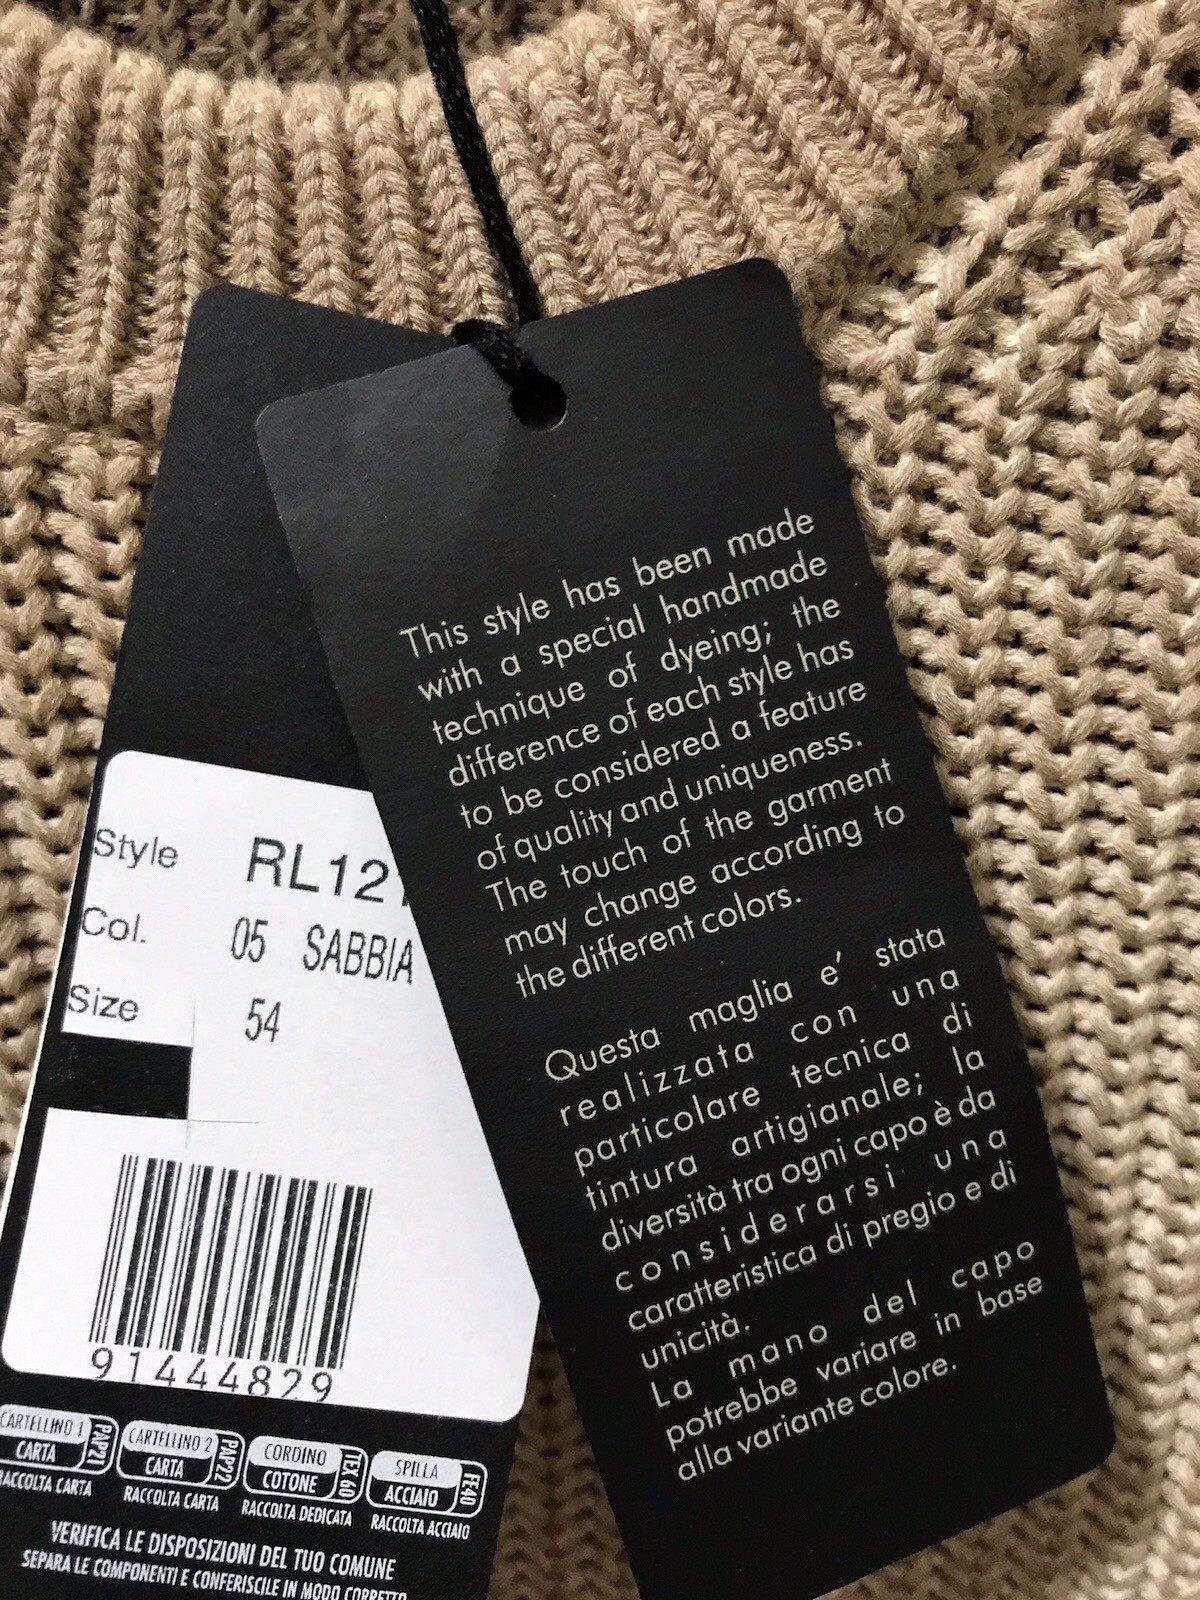 This style has been made
with a special handmade
technique of dyeing; the
difference of each style has
to be considered a feature
of quality and uniqueness.
The touch of the garment
may change according to
the different colors.
Questa maglia e' stata
realizzata con una
particolare tecnica di
tintura artigianale; la
diversità tra ogni capo è da
considerarsi una
caratteristica di pregio e di
unicità.
La mano del capo
potrebbe variare in base
alla variante colore.
Style RL121
Col. 05 SABBIA
Size 54
91444829
CARTELLINO 1 CARTA PAP21 RACCOLTA CARTA
CARTELLINO 2 CARTA PAP22 RACCOLTA CARTA
CORDINO COTONE TEX 60 RACCOLTA DEDICATA
SPILLA ACCIAIO FE40 RACCOLTA ACCIAIO
VERIFICA LE DISPOSIZIONI DEL TUO COMUNE
SEPARA LE COMPONENTI E CONFERISCILE IN MODO CORRETTO